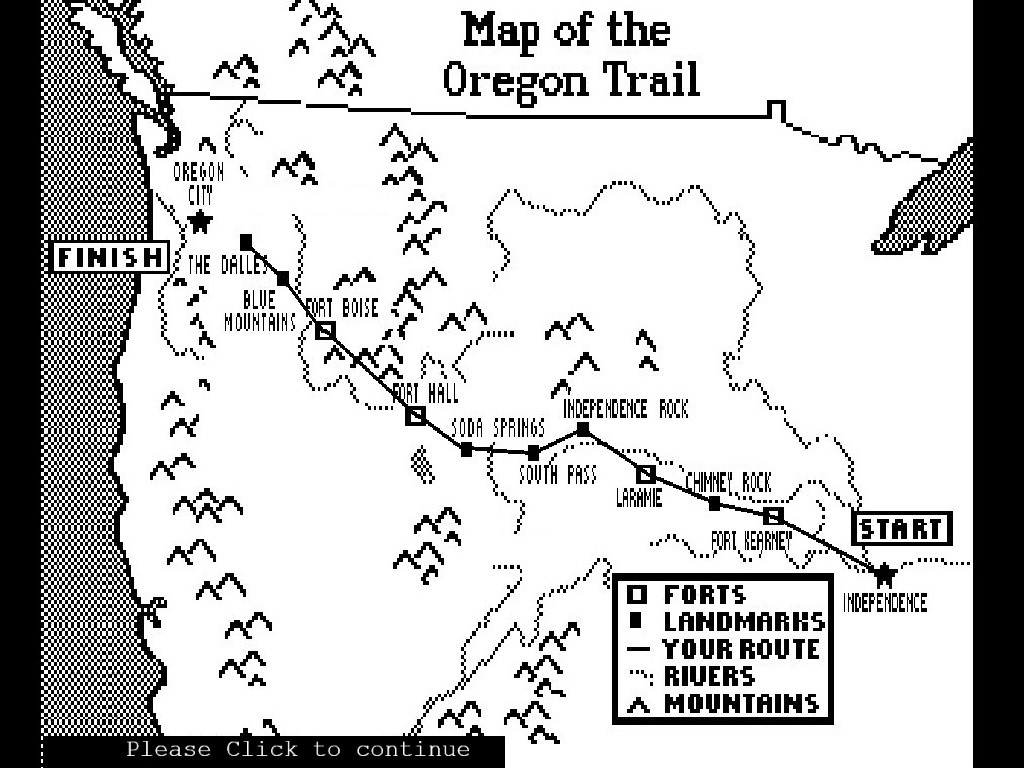 Map of the
Oregon Trail
OREGON
CITY
FINISH
THE DALLES
BLUE
MOUNTAINS
FORT BOISE
FORT HALL
SODA SPRINGS
INDEPENDENCE ROCK
SOUTH PASS
LARAMIE
CHIMNEY ROCK
FORT KEARNEY
START
INDEPENDENCE
FORTS
LANDMARKS
YOUR ROUTE
RIVERS
MOUNTAINS
Please Click to continue